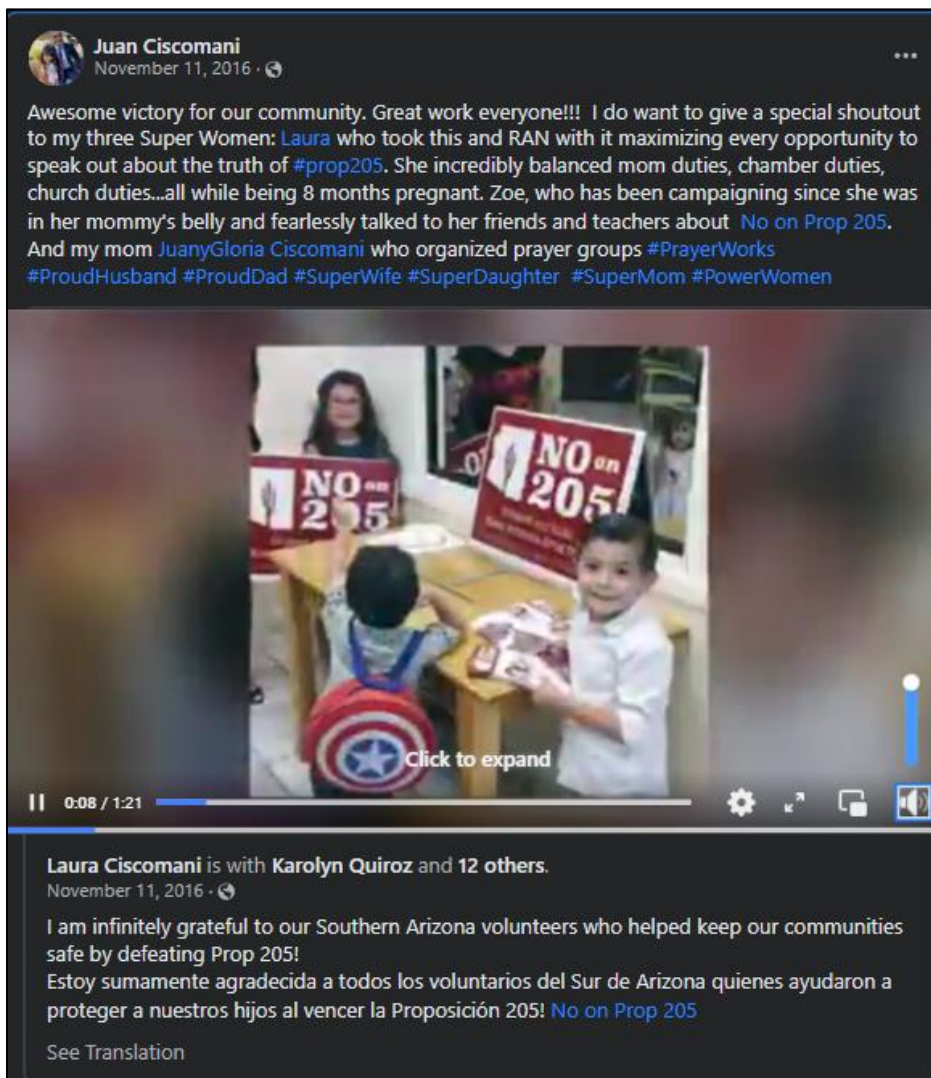 Juan Ciscomani
November 11, 2016 ·
Awesome victory for our community. Great work everyone!!! I do want to give a special shoutout
to my three Super Women: Laura who took this and RAN with it maximizing every opportunity to
speak out about the truth of #prop205. She incredibly balanced mom duties, chamber duties,
church duties...all while being 8 months pregnant. Zoe, who has been campaigning since she was
in her mommy's belly and fearlessly talked to her friends and teachers about No on Prop 205.
And my mom JuanyGloria Ciscomani who organized prayer groups #PrayerWorks
#ProudHusband #ProudDad #SuperWife #SuperDaughter #SuperMom #PowerWomen
NO on
205
NO on
205
Click to expand
0:08 / 1:21
Laura Ciscomani is with Karolyn Quiroz and 12 others.
November 11, 2016 ·
I am infinitely grateful to our Southern Arizona volunteers who helped keep our communities
safe by defeating Prop 205!
Estoy sumamente agradecida a todos los voluntarios del Sur de Arizona quienes ayudaron a
proteger a nuestros hijos al vencer la Proposición 205! No on Prop 205
See Translation